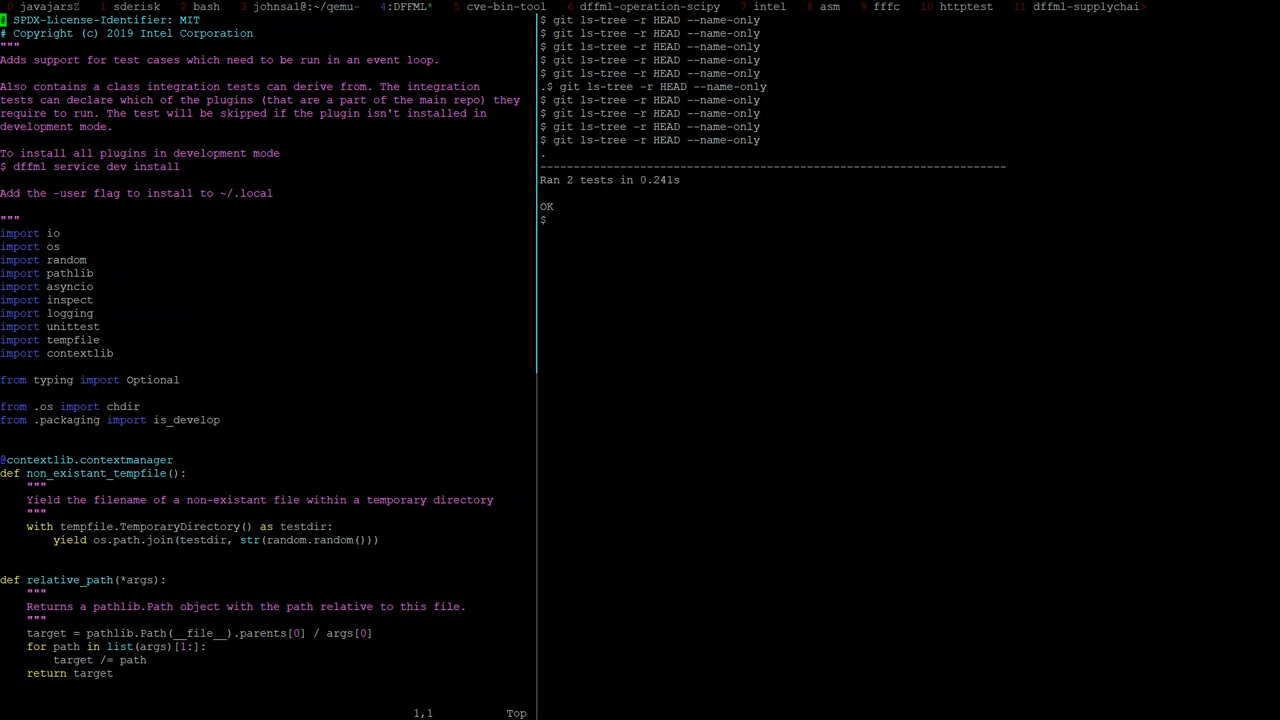 0 javajarsZ 1 sderisk 2 bash 3 johnsal@:~/qemu- 4:DFFML* 5 cve-bin-tool 6 dffml-operation-scipy 7 intel 8 asm 9 fffc 10 httptest 11 dffml-supplychai>
# SPDX-License-Identifier: MIT
# Copyright (c) 2019 Intel Corporation
"""
Adds support for test cases which need to be run in an event loop.
Also contains a class integration tests can derive from. The integration
tests can declare which of the plugins (that are a part of the main repo) they
require to run. The test will be skipped if the plugin isn't installed in
development mode.
To install all plugins in development mode
$ dffml service dev install
Add the -user flag to install to ~/.local
"""
import io
import os
import random
import pathlib
import asyncio
import inspect
import logging
import unittest
import tempfile
import contextlib
from typing import Optional
from .os import chdir
from .packaging import is_develop
@contextlib.contextmanager
def non_existant_tempfile():
"""
Yield the filename of a non-existant file within a temporary directory
"""
with tempfile.TemporaryDirectory() as testdir:
yield os.path.join(testdir, str(random.random()))
def relative_path(*args):
"""
Returns a pathlib.Path object with the path relative to this file.
"""
target = pathlib.Path(__file__).parents[0] / args[0]
for path in list(args)[1:]:
target /= path
return target
1,1 Top
$ git ls-tree -r HEAD --name-only
$ git ls-tree -r HEAD --name-only
$ git ls-tree -r HEAD --name-only
$ git ls-tree -r HEAD --name-only
$ git ls-tree -r HEAD --name-only
.$ git ls-tree -r HEAD --name-only
$ git ls-tree -r HEAD --name-only
$ git ls-tree -r HEAD --name-only
$ git ls-tree -r HEAD --name-only
$ git ls-tree -r HEAD --name-only
.
----------------------------------------------------------------------
Ran 2 tests in 0.241s
OK
$